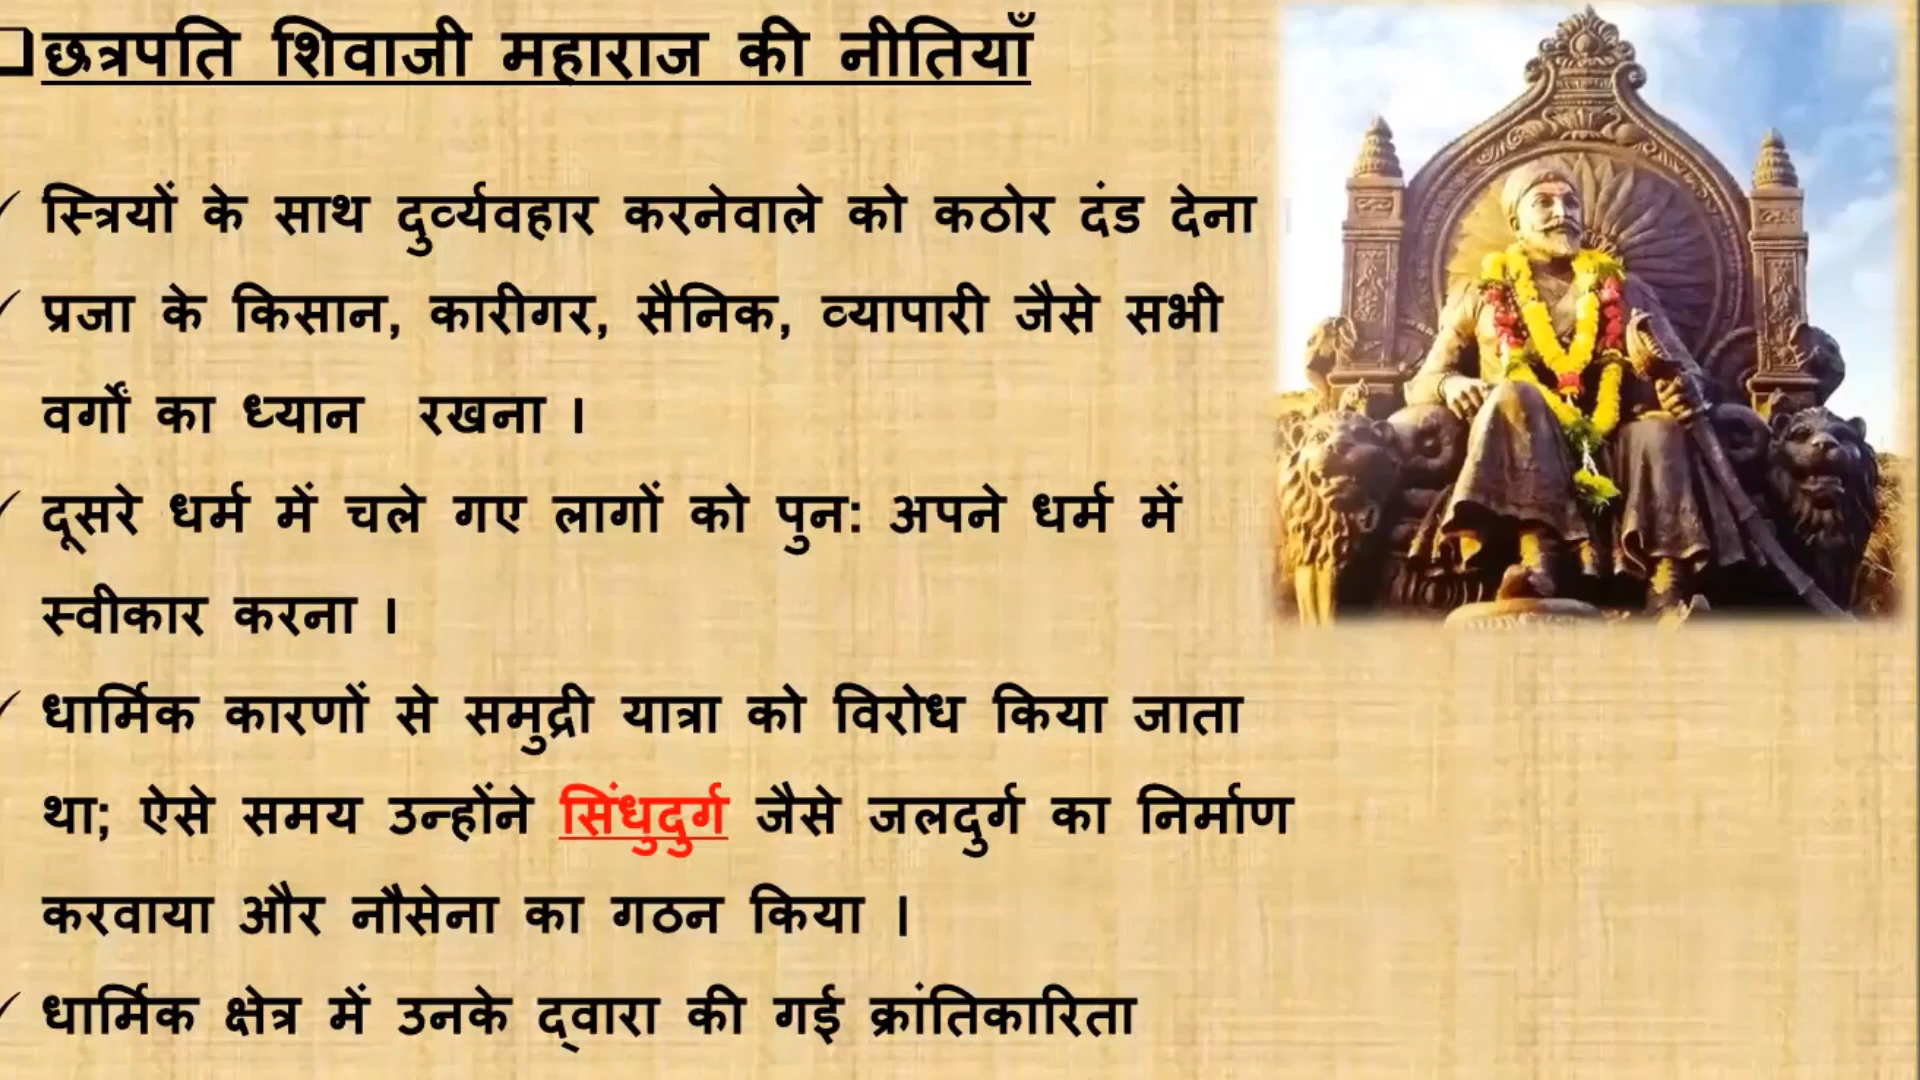 छत्रपति शिवाजी महाराज की नीतियाँ
स्त्रियों के साथ दुर्व्यवहार करनेवाले को कठोर दंड देना ।
प्रजा के किसान, कारीगर, सैनिक, व्यापारी जैसे सभी
वर्गों का ध्यान रखना ।
दूसरे धर्म में चले गए लागों को पुन: अपने धर्म में
स्वीकार करना ।
धार्मिक कारणों से समुद्री यात्रा को विरोध किया जाता
था; ऐसे समय उन्होंने सिंधुदुर्ग जैसे जलदुर्ग का निर्माण
करवाया और नौसेना का गठन किया |
धार्मिक क्षेत्र में उनके द्वारा की गई क्रांतिकारिता